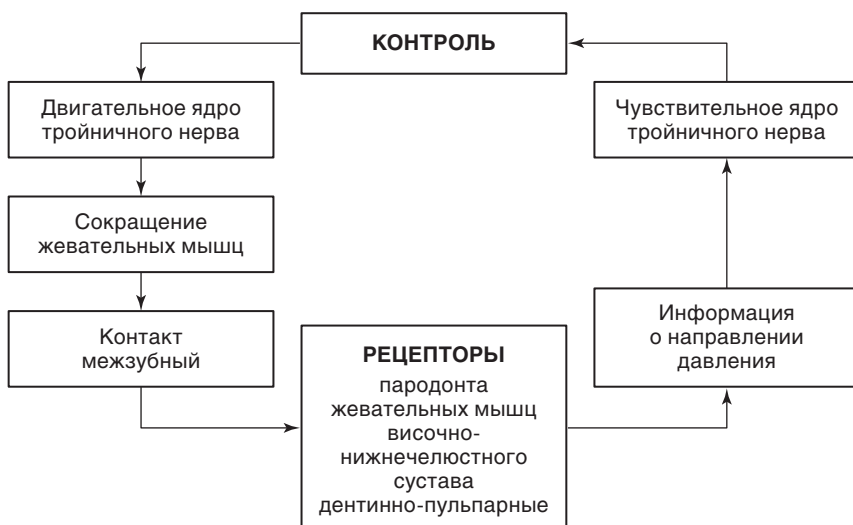 КОНТРОЛЬ
Двигательное ядро
тройничного нерва
Чувствительное ядро
тройничного нерва
Сокращение
жевательных мышц
Контакт
межзубный
РЕЦЕПТОРЫ
пародонта
жевательных мышц
височно-
нижнечелюстного
сустава
дентинно-пульпарные
Информация
о направлении
давления